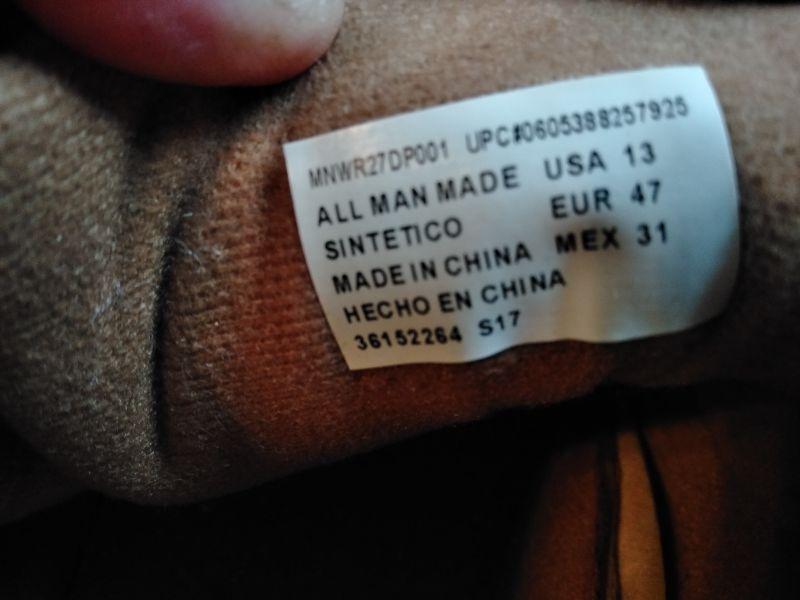 MNWR27DP001 UPC#0605388257925
ALL MAN MADE USA 13
SINTETICO EUR 47
MADE IN CHINA MEX 31
HECHO EN CHINA
36152264 S17